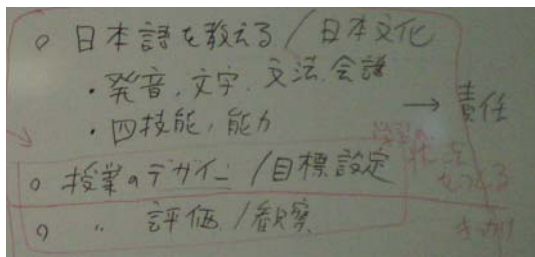 ○ 日本語を教える / 日本文化
・発音, 文字, 文法, 会話
・四技能, 能力
→ 責任
○ 授業のデザイン / 目標設定
○ 〃 評価 / 観察